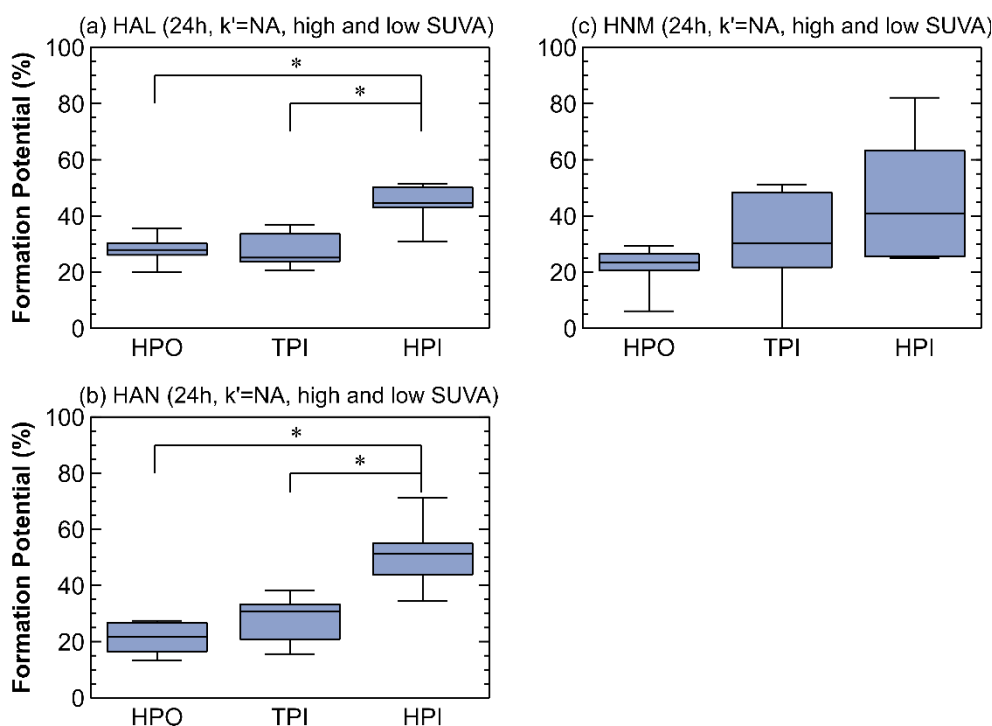 (a) HAL (24h, k'=NA, high and low SUVA)
Formation Potential (%)
100
80
60
40
20
0
*
*
HPO TPI HPI
(c) HNM (24h, k'=NA, high and low SUVA)
100
80
60
40
20
0
HPO TPI HPI
(b) HAN (24h, k'=NA, high and low SUVA)
Formation Potential (%)
100
80
60
40
20
0
*
*
HPO TPI HPI